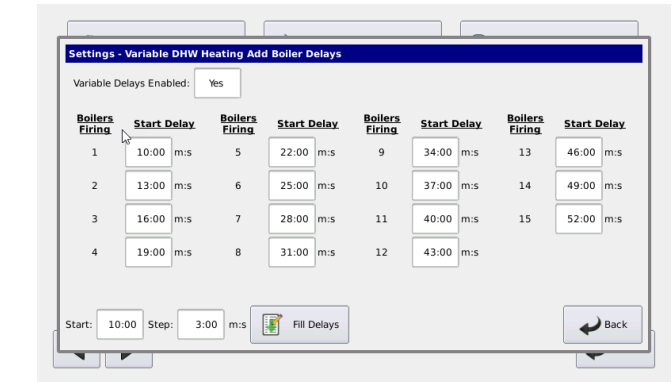 Settings - Variable DHW Heating Add Boiler Delays
Variable Delays Enabled: Yes
Boilers Firing Start Delay Boilers Firing Start Delay Boilers Firing Start Delay Boilers Firing Start Delay
1 10:00 m:s 5 22:00 m:s 9 34:00 m:s 13 46:00 m:s
2 13:00 m:s 6 25:00 m:s 10 37:00 m:s 14 49:00 m:s
3 16:00 m:s 7 28:00 m:s 11 40:00 m:s 15 52:00 m:s
4 19:00 m:s 8 31:00 m:s 12 43:00 m:s
Start: 10:00 Step: 3:00 m:s Fill Delays Back